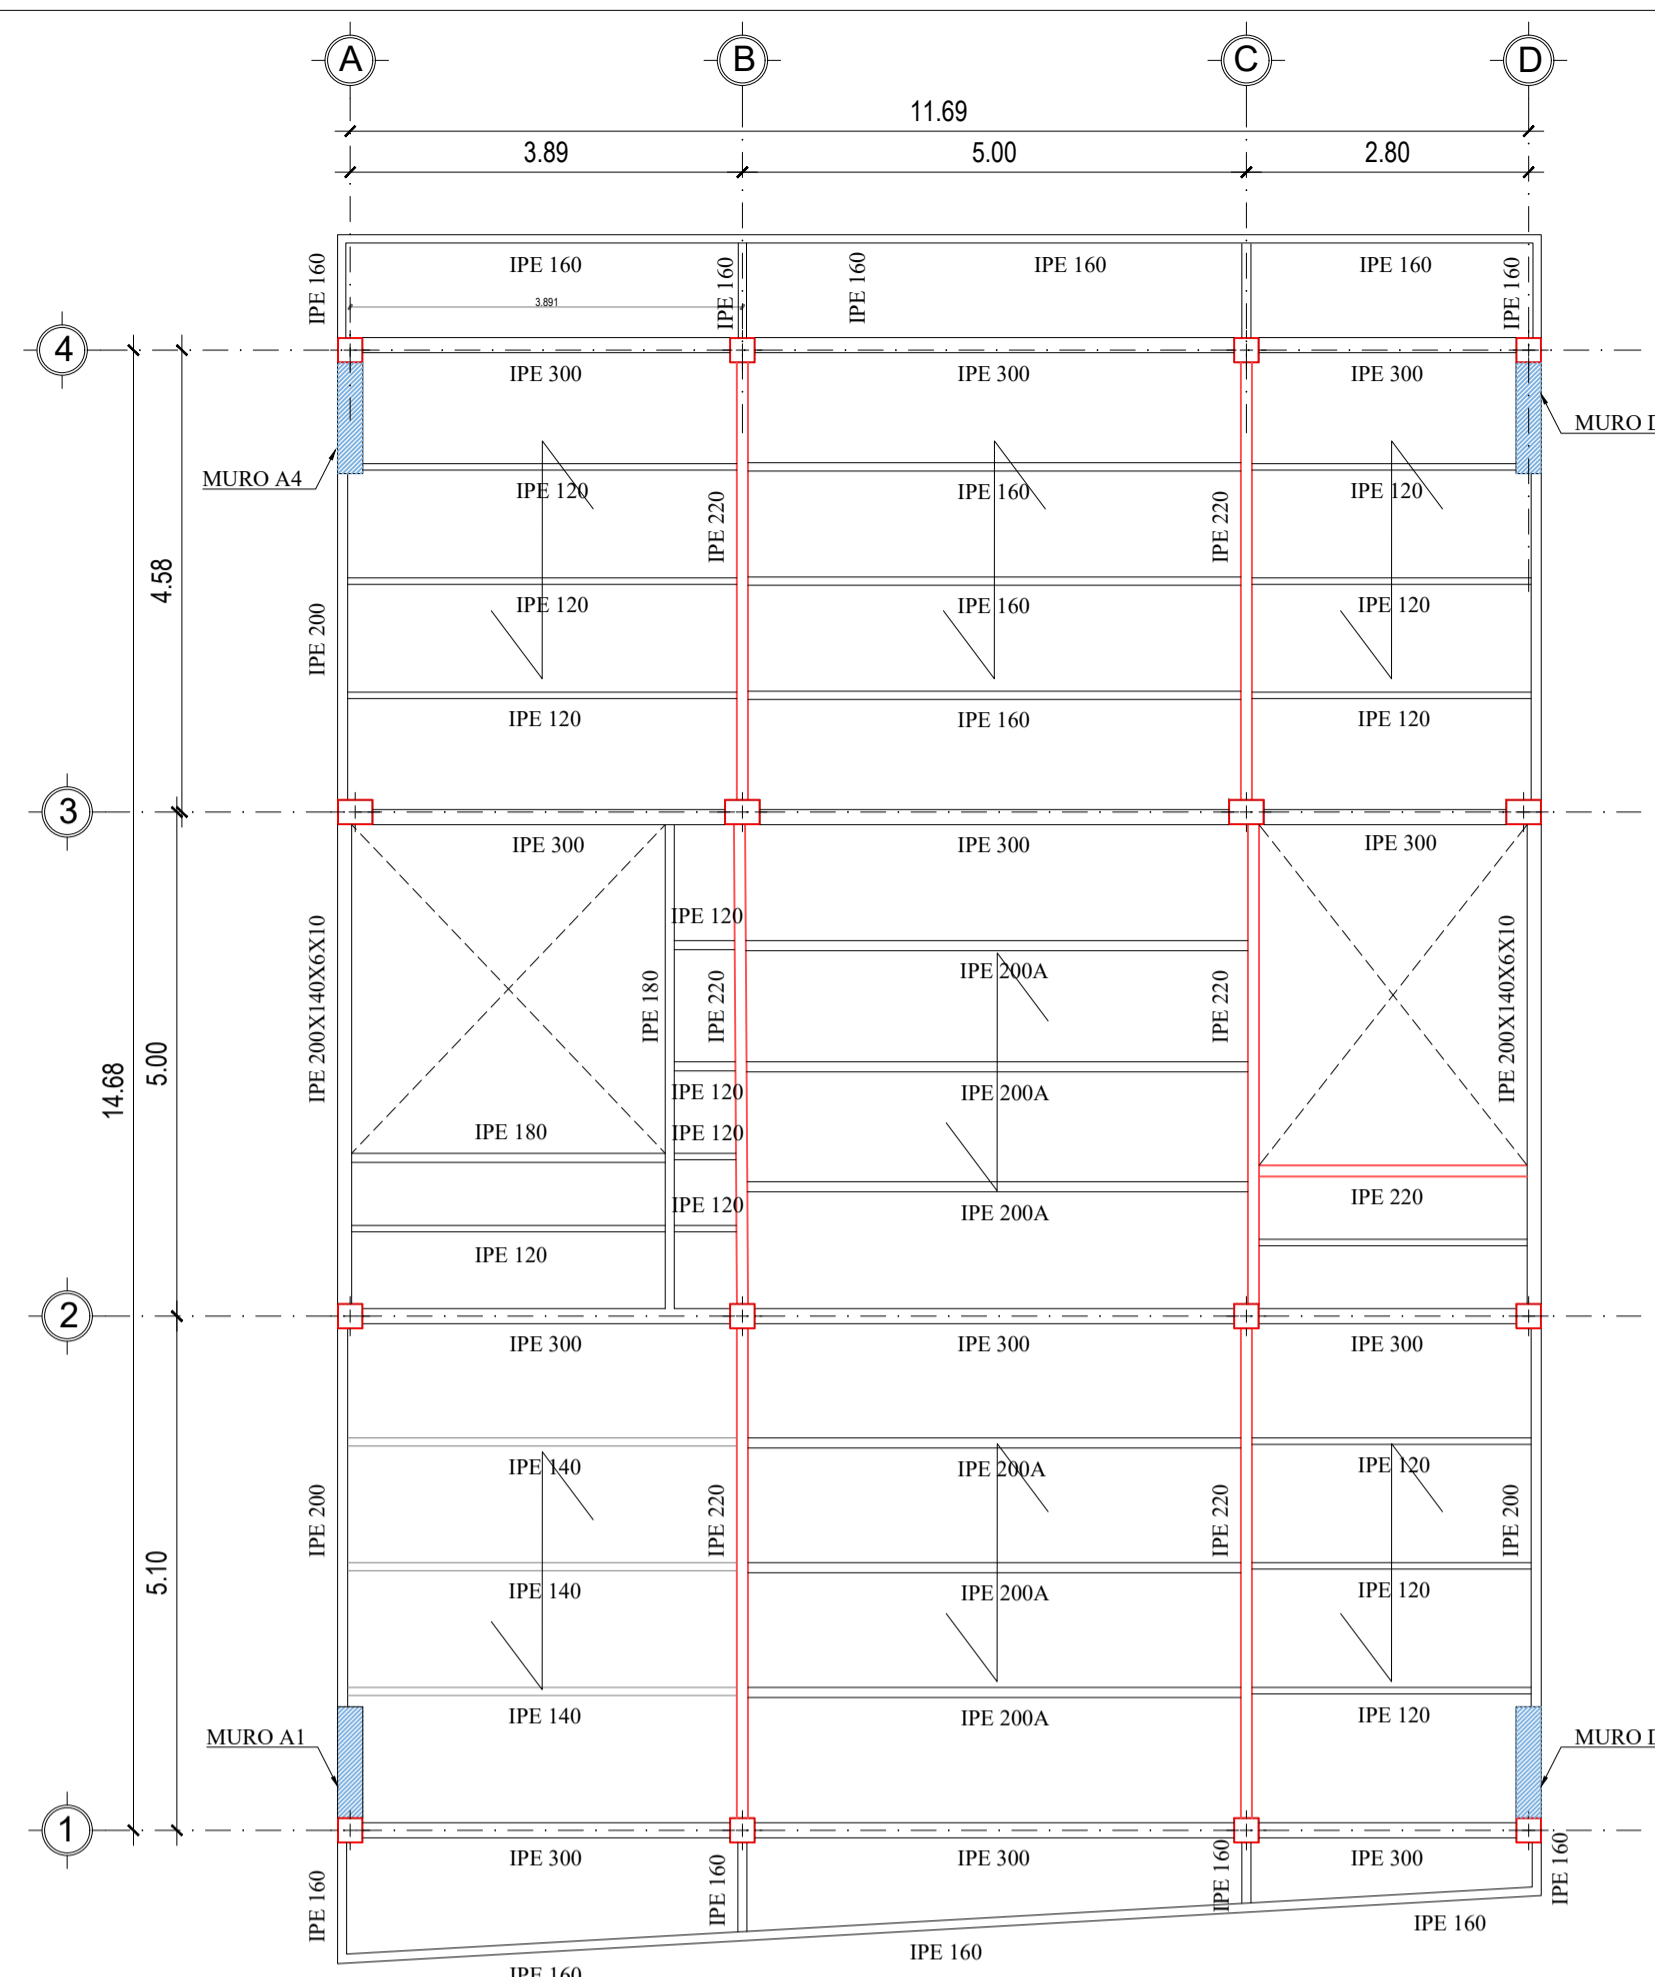 A
B
C
D
11.69
3.89
5.00
2.80
IPE 160
IPE 160
IPE 160
IPE 160
IPE 160
IPE 160
IPE 160
3.891
4
IPE 300
IPE 300
IPE 300
MURO A4
MURO D
IPE 120
IPE 160
IPE 120
IPE 220
IPE 220
4.58
IPE 200
IPE 120
IPE 160
IPE 120
IPE 120
IPE 160
IPE 120
3
IPE 300
IPE 300
IPE 300
IPE 120
IPE 200X140X6X10
IPE 180
IPE 220
IPE 200A
IPE 220
IPE 200X140X6X10
14.68
5.00
IPE 120
IPE 200A
IPE 180
IPE 120
IPE 120
IPE 200A
IPE 220
IPE 120
2
IPE 300
IPE 300
IPE 300
IPE 140
IPE 200A
IPE 120
IPE 200
IPE 220
IPE 220
IPE 200
5.10
IPE 140
IPE 200A
IPE 120
IPE 140
IPE 200A
IPE 120
MURO A1
MURO D
1
IPE 300
IPE 300
IPE 300
IPE 160
IPE 160
IPE 160
IPE 160
IPE 160
IPE 160
IPE 160